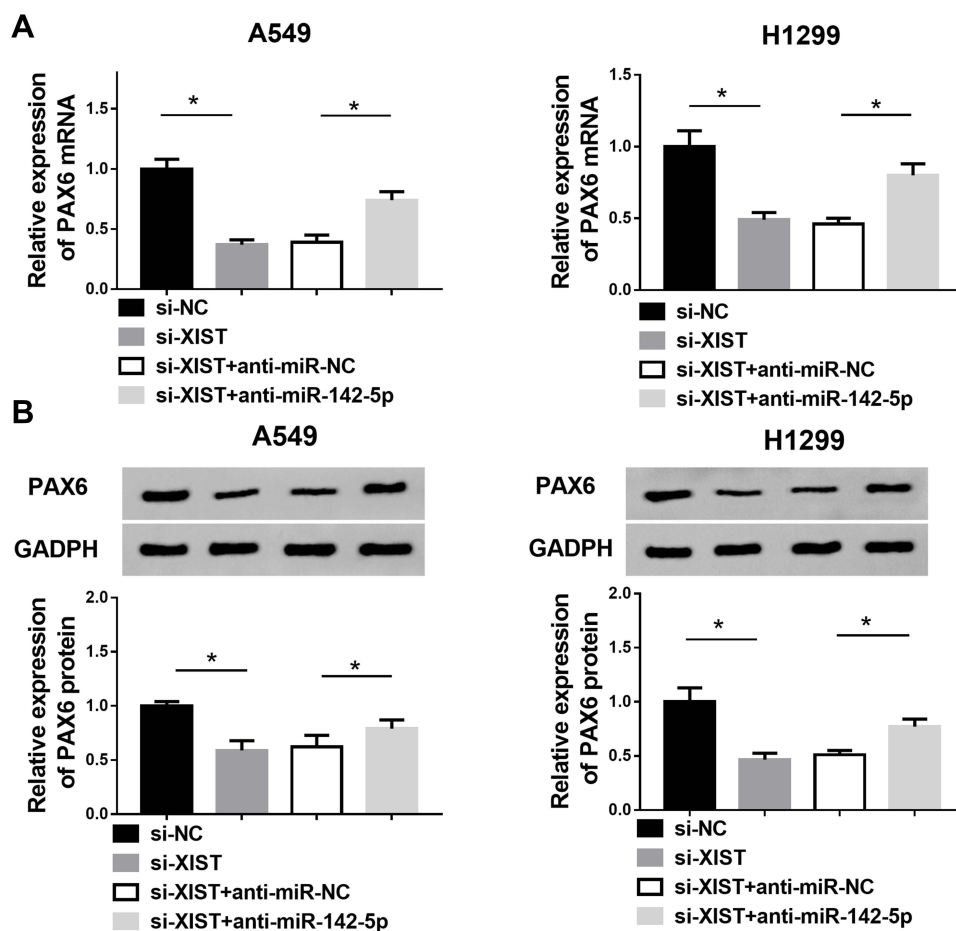 A
A549
Relative expression
of PAX6 mRNA
1.5
1.0
0.5
0.0
*
*
si-NC
si-XIST
si-XIST+anti-miR-NC
si-XIST+anti-miR-142-5p
H1299
Relative expression
of PAX6 mRNA
1.5
1.0
0.5
0.0
*
*
si-NC
si-XIST
si-XIST+anti-miR-NC
si-XIST+anti-miR-142-5p
B
A549
PAX6
GADPH
Relative expression
of PAX6 protein
2.0
1.5
1.0
0.5
0.0
*
*
si-NC
si-XIST
si-XIST+anti-miR-NC
si-XIST+anti-miR-142-5p
H1299
PAX6
GADPH
Relative expression
of PAX6 protein
2.0
1.5
1.0
0.5
0.0
*
*
si-NC
si-XIST
si-XIST+anti-miR-NC
si-XIST+anti-miR-142-5p